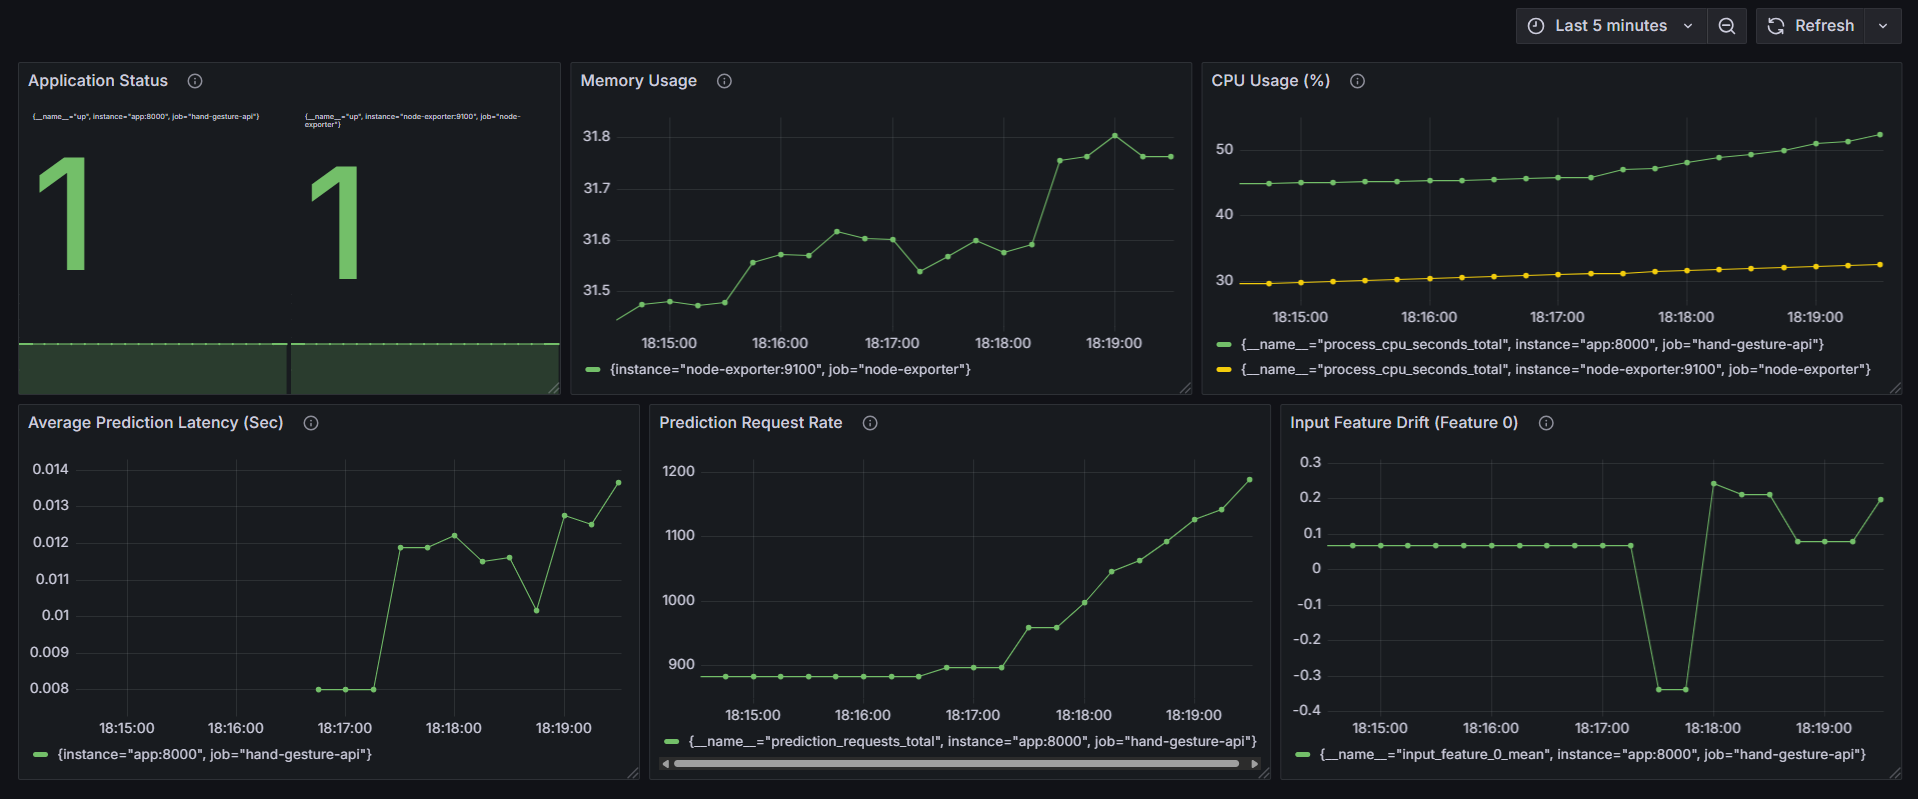 Last 5 minutes
Refresh
Application Status
{__name__="up", instance="app:8000", job="hand-gesture-api"}
1
{__name__="up", instance="node-exporter:9100", job="node-
exporter"}
1
Memory Usage
31.8
31.7
31.6
31.5
18:15:00 18:16:00 18:17:00 18:18:00 18:19:00
{instance="node-exporter:9100", job="node-exporter"}
CPU Usage (%)
50
40
30
18:15:00 18:16:00 18:17:00 18:18:00 18:19:00
{__name__="process_cpu_seconds_total", instance="app:8000", job="hand-gesture-api"}
{__name__="process_cpu_seconds_total", instance="node-exporter:9100", job="node-exporter"}
Average Prediction Latency (Sec)
0.014
0.013
0.012
0.011
0.01
0.009
0.008
18:15:00 18:16:00 18:17:00 18:18:00 18:19:00
{instance="app:8000", job="hand-gesture-api"}
Prediction Request Rate
1200
1100
1000
900
18:15:00 18:16:00 18:17:00 18:18:00 18:19:00
{__name__="prediction_requests_total", instance="app:8000", job="hand-gesture-api"}
Input Feature Drift (Feature 0)
0.3
0.2
0.1
0
-0.1
-0.2
-0.3
-0.4
18:15:00 18:16:00 18:17:00 18:18:00 18:19:00
{__name__="input_feature_0_mean", instance="app:8000", job="hand-gesture-api"}